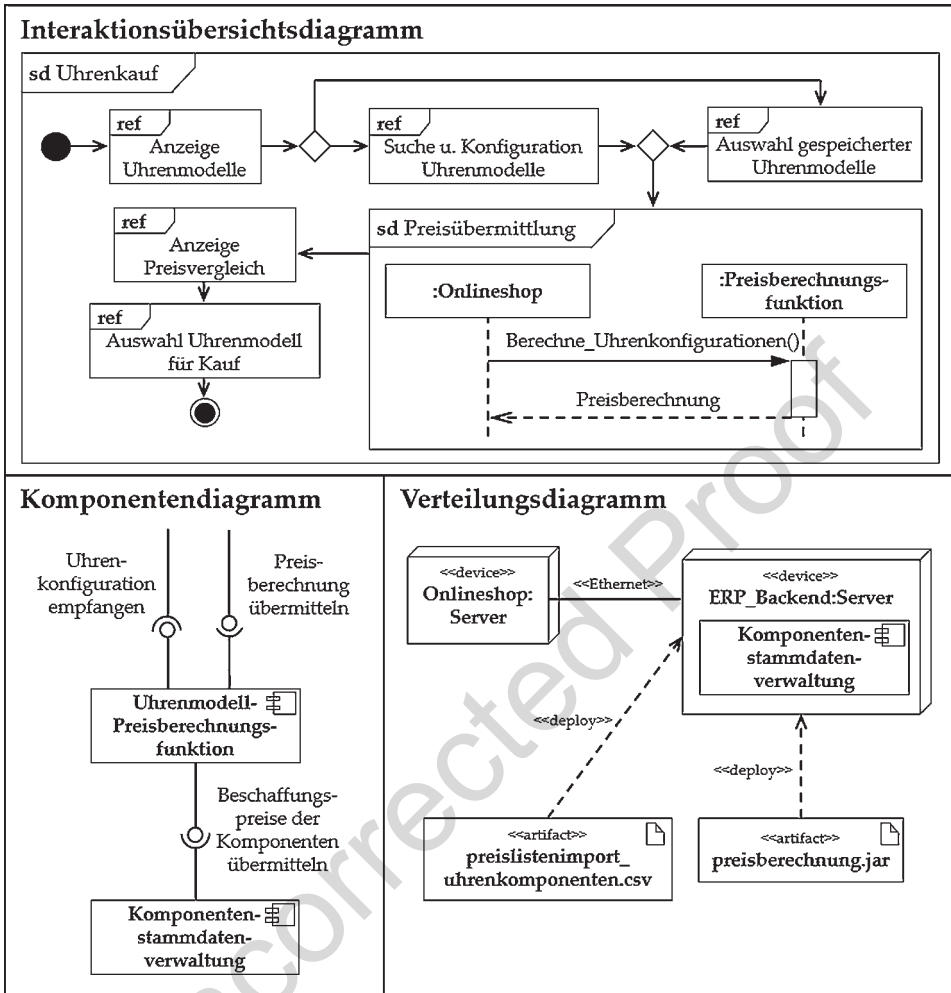 Interaktionsübersichtsdiagramm
sd Uhrenkauf
ref
Anzeige
Uhrenmodelle
ref
Suche u. Konfiguration
Uhrenmodelle
ref
Auswahl gespeicherter
Uhrenmodelle
ref
Anzeige
Preisvergleich
ref
Auswahl Uhrenmodell
für Kauf
sd Preisübermittlung
:Onlineshop
:Preisberechnungs-
funktion
Berechne_Uhrenkonfigurationen()
Preisberechnung
Komponentendiagramm
Uhren-
konfiguration
empfangen
Preis-
berechnung
übermitteln
Uhrenmodell-
Preisberechnungs-
funktion
Beschaffungs-
preise der
Komponenten
übermitteln
Komponenten-
stammdaten-
verwaltung
Verteilungsdiagramm
<<device>>
Onlineshop:
Server
<<Ethernet>>
<<device>>
ERP_Backend:Server
Komponenten-
stammdaten-
verwaltung
<<deploy>>
<<deploy>>
<<artifact>>
preislistenimport_
uhrenkomponenten.csv
<<artifact>>
preisberechnung.jar
ncorrected Proof